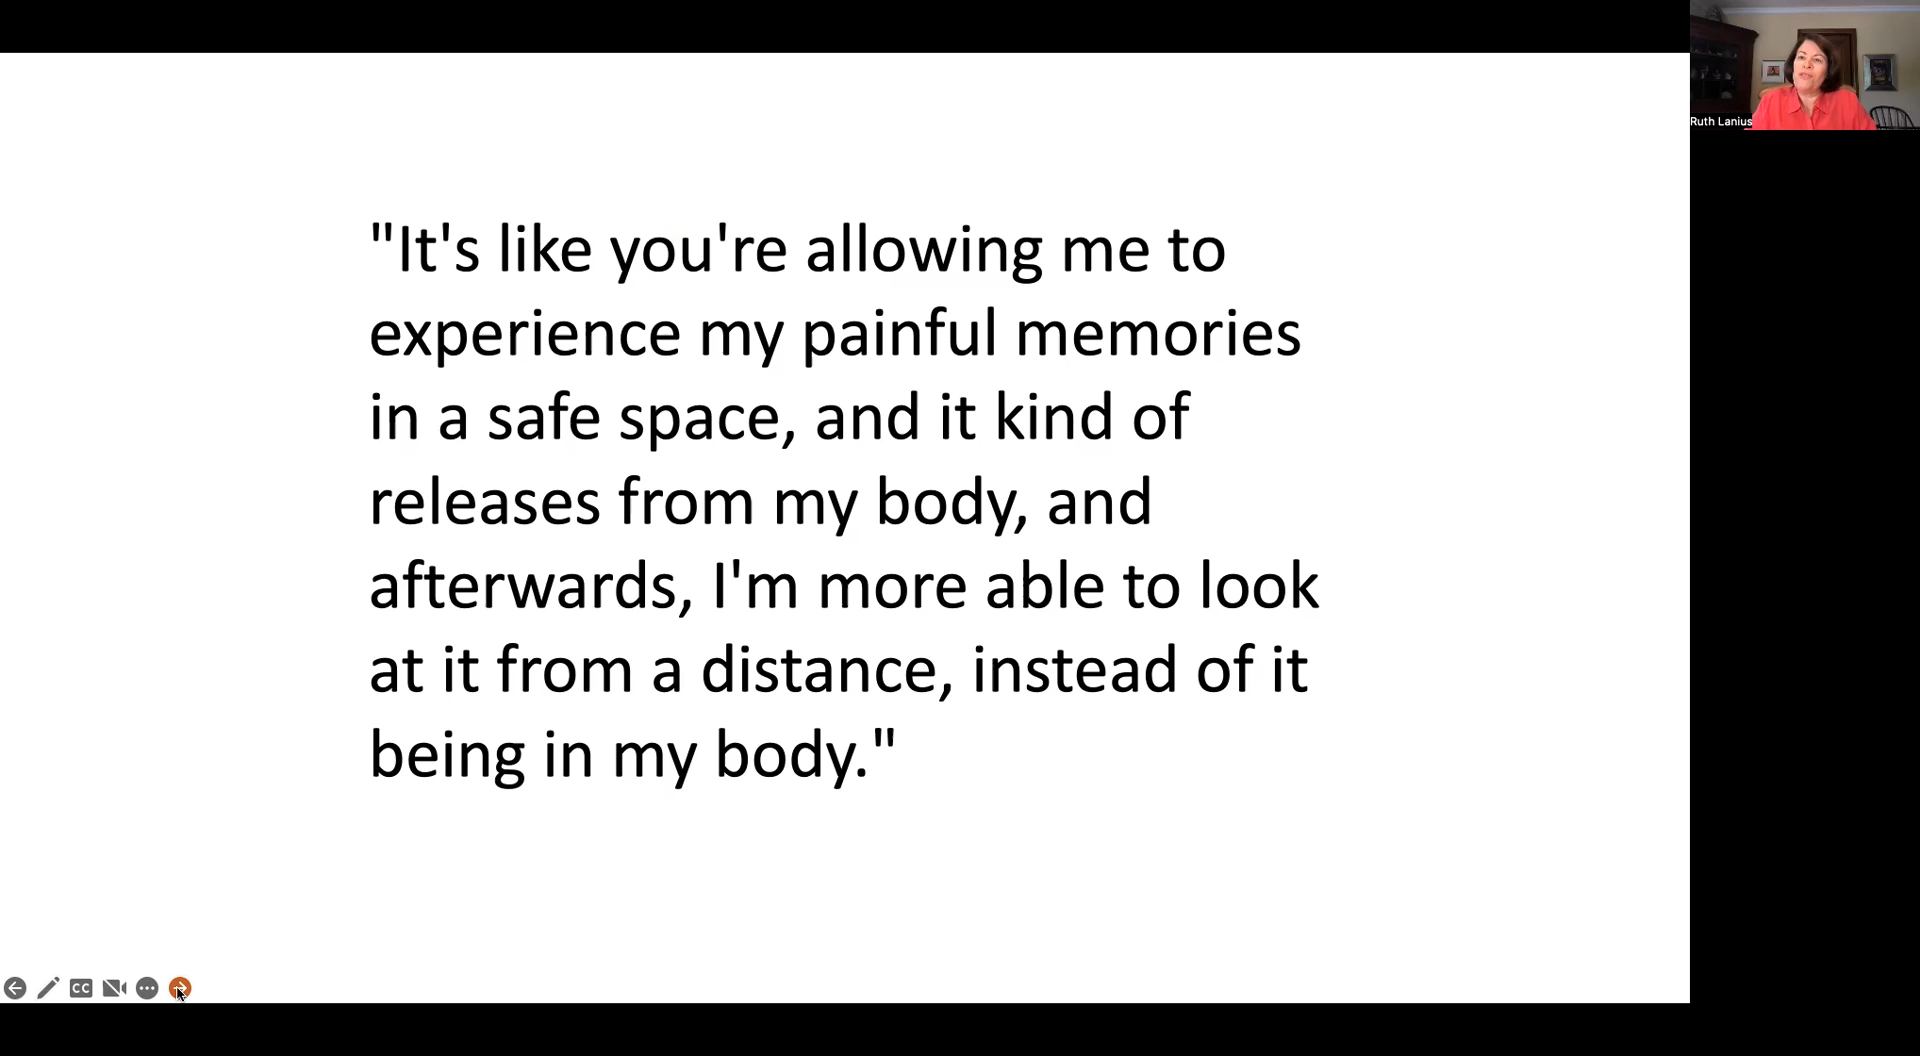 "It's like you're allowing me to
experience my painful memories
in a safe space, and it kind of
releases from my body, and
afterwards, I'm more able to look
at it from a distance, instead of it
being in my body."
Ruth Lanius
CC